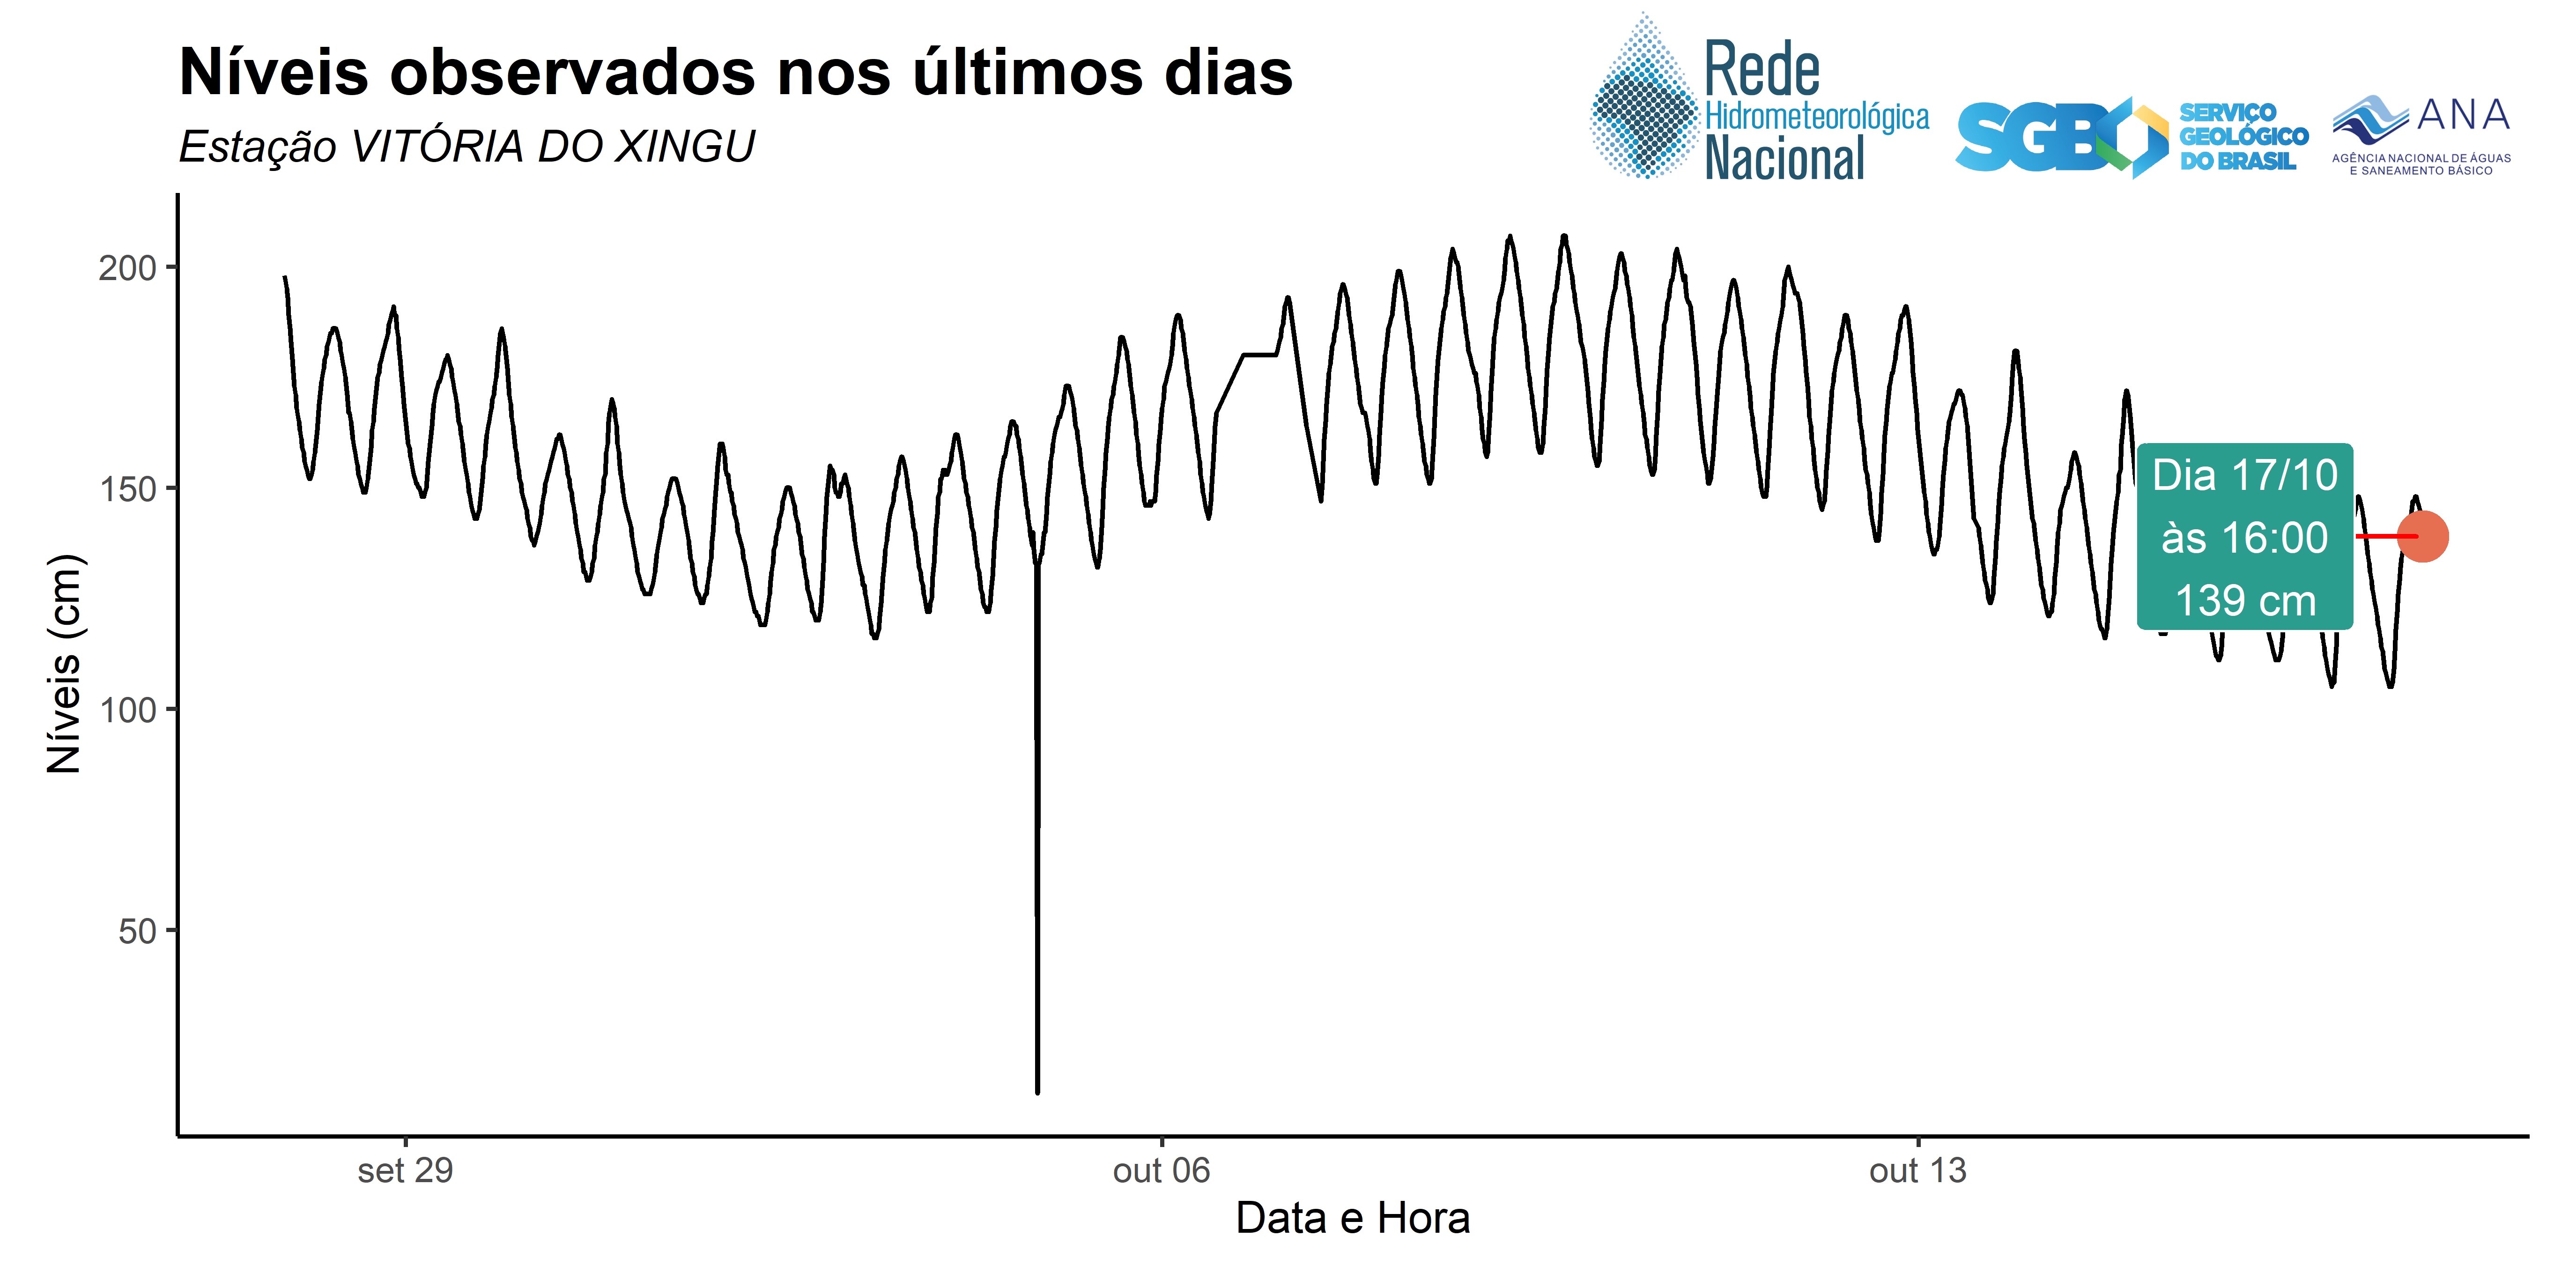 Níveis observados nos últimos dias
Estação VITÓRIA DO XINGU
Rede
Hidrometeorológica
Nacional
SGB
SERVIÇO
GEOLÓGICO
DO BRASIL
ANA
AGÊNCIA NACIONAL DE ÁGUAS
E SANEAMENTO BÁSICO
Níveis (cm)
200
150
100
50
Dia 17/10
às 16:00
139 cm
set 29
out 06
out 13
Data e Hora